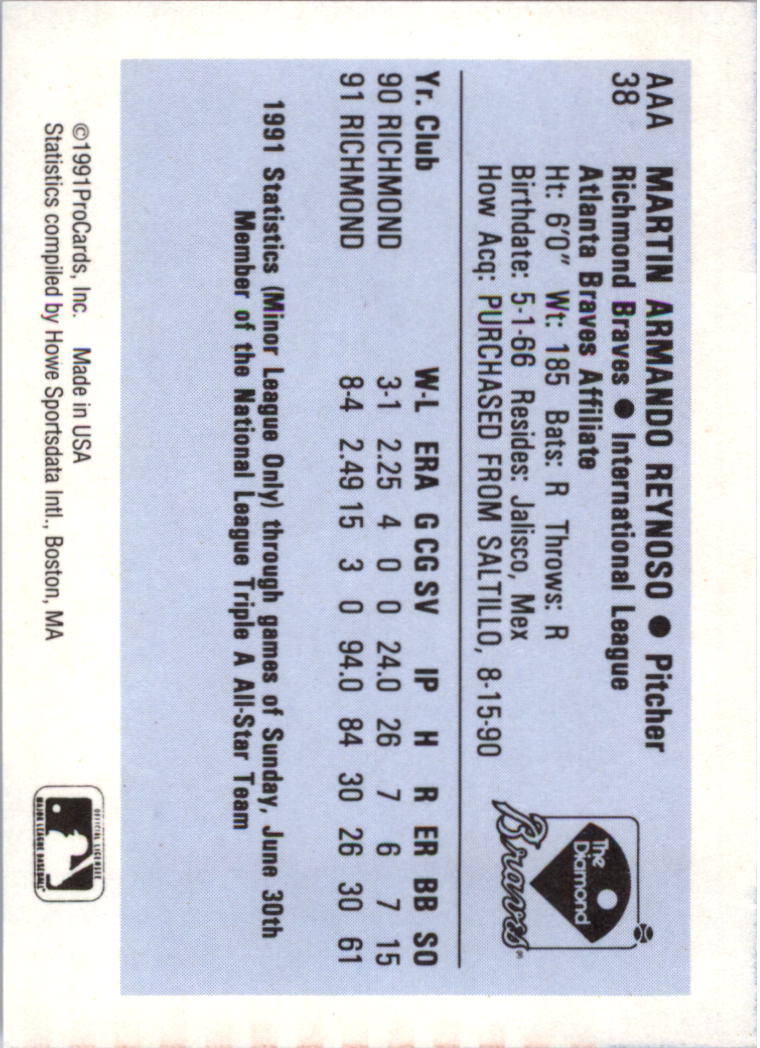 AAA MARTIN ARMANDO REYNOSO ● Pitcher
38 Richmond Braves ● International League
Atlanta Braves Affiliate
Ht: 6'0" Wt: 185 Bats: R Throws: R
Birthdate: 5-1-66 Resides: Jalisco, Mex
How Acq: PURCHASED FROM SALTILLO, 8-15-90
The
Diamond
Braves
Yr. Club W-L ERA G CG SV IP H R ER BB SO
90 RICHMOND 3-1 2.25 4 0 0 24.0 26 7 6 7 15
91 RICHMOND 8-4 2.49 15 3 0 94.0 84 30 26 30 61
1991 Statistics (Minor League Only) through games of Sunday, June 30th
Member of the National League Triple A All-Star Team
©1991ProCards, Inc. Made in USA
Statistics compiled by Howe Sportsdata Intl., Boston, MA
OFFICIAL LICENSEE
MAJOR LEAGUE BASEBALL